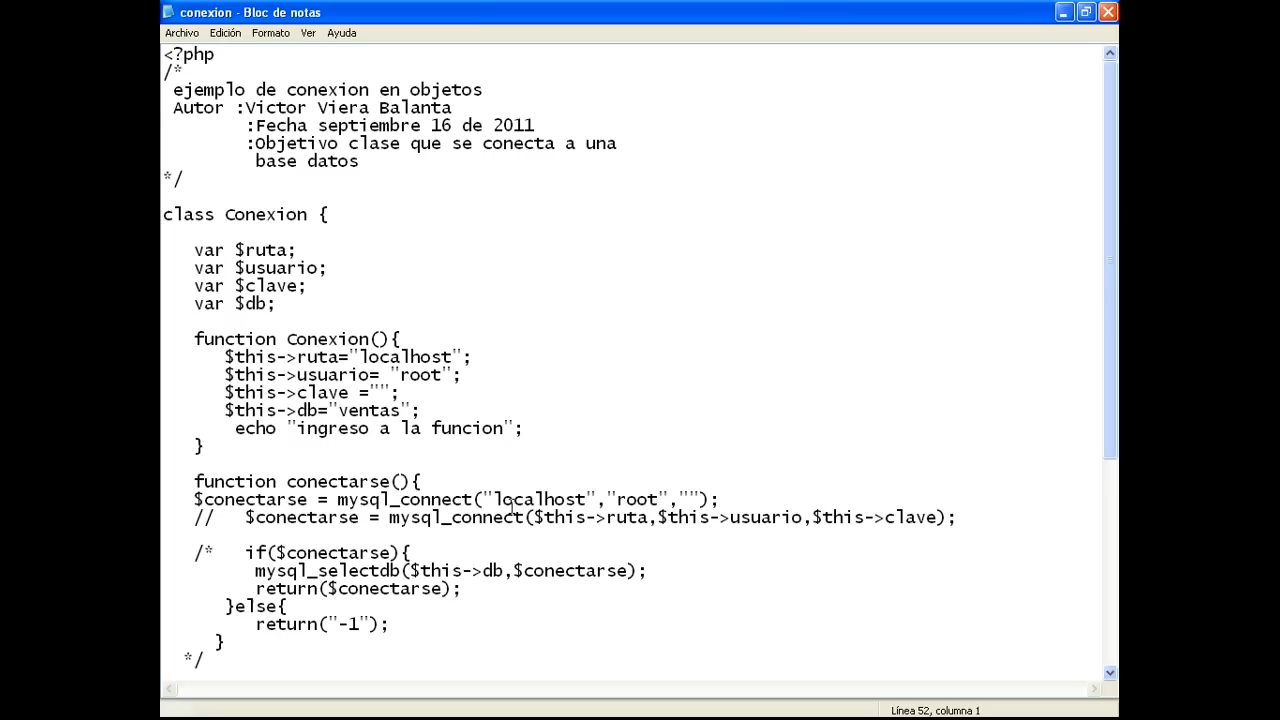 conexion - Bloc de notas
Archivo Edición Formato Ver Ayuda
<?php
/*
ejemplo de conexion en objetos
Autor :Victor Viera Balanta
:Fecha septiembre 16 de 2011
:Objetivo clase que se conecta a una
base datos
*/
class Conexion {
var $ruta;
var $usuario;
var $clave;
var $db;
function Conexion(){
$this->ruta="localhost";
$this->usuario= "root";
$this->clave ="";
$this->db="ventas";
echo "ingreso a la funcion";
}
function conectarse(){
$conectarse = mysql_connect("localhost","root","");
// $conectarse = mysql_connect($this->ruta,$this->usuario,$this->clave);
/* if($conectarse){
mysql_selectdb($this->db,$conectarse);
return($conectarse);
}else{
return("-1");
}
*/
Línea 52, columna 1